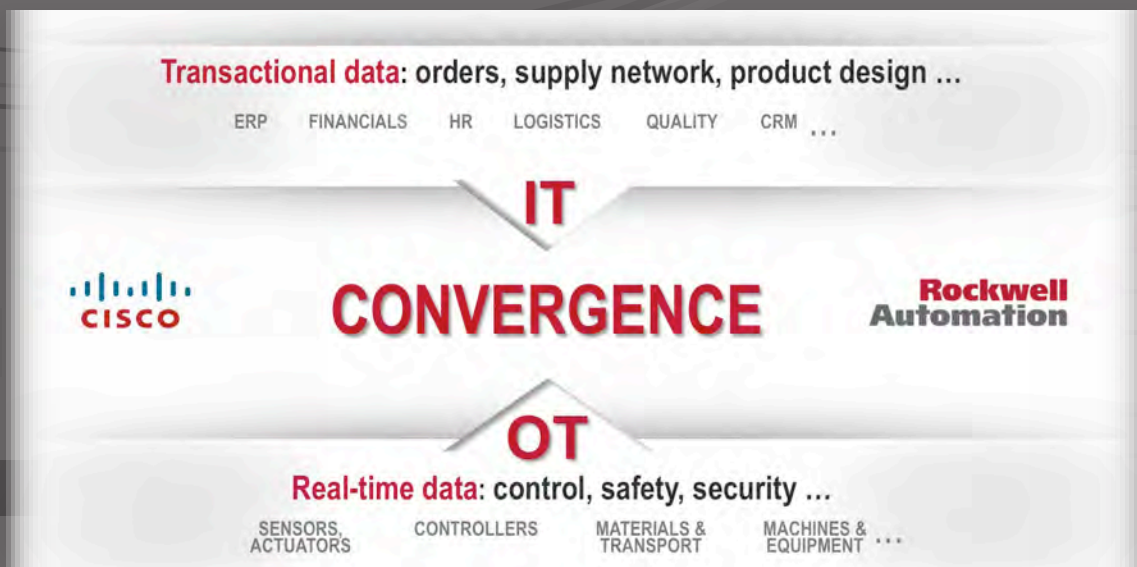 Transactional data: orders, supply network, product design ...
ERP FINANCIALS HR LOGISTICS QUALITY CRM ...
IT
CISCO
CONVERGENCE
Rockwell
Automation
OT
Real-time data: control, safety, security ...
SENSORS,
ACTUATORS
CONTROLLERS
MATERIALS &
TRANSPORT
MACHINES &
EQUIPMENT ...